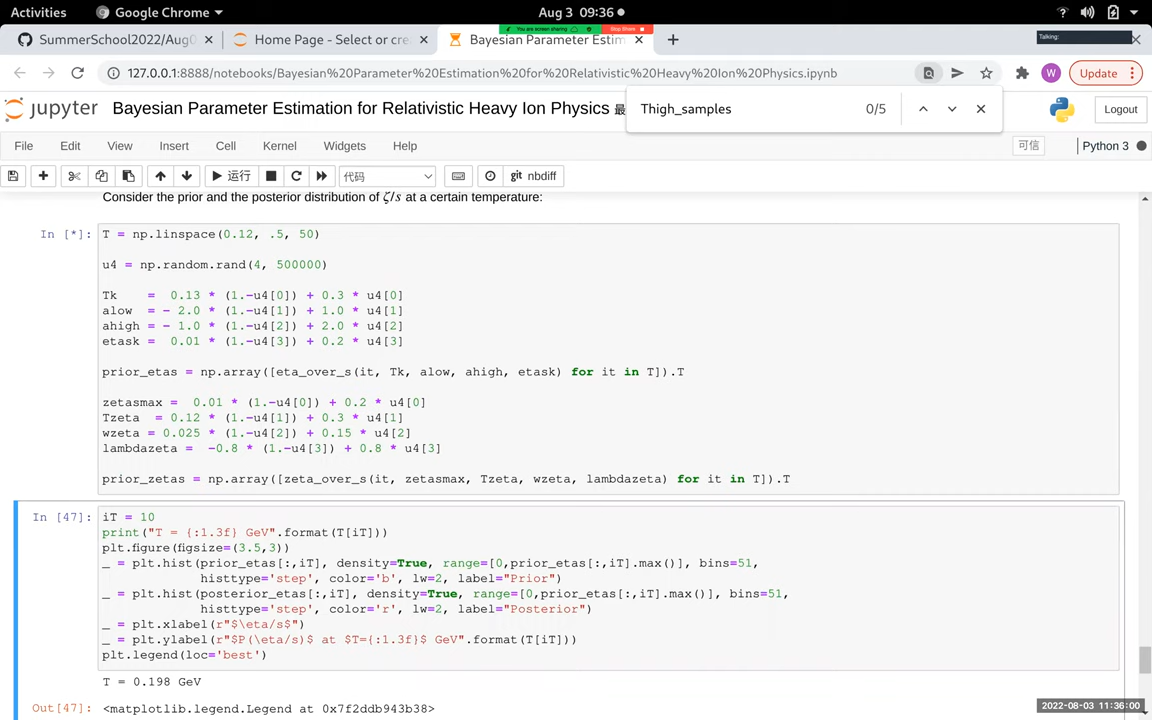 Activities Google Chrome Aug 3 09:36
SummerSchool2022/Aug0 Home Page - Select or cre Bayesian Parameter Estim
You are screen sharing Stop Share
Talking:
127.0.0.1:8888/notebooks/Bayesian%20Parameter%20Estimation%20for%20Relativistic%20Heavy%20Ion%20Physics.ipynb W Update
Thigh_samples 0/5
jupyter Bayesian Parameter Estimation for Relativistic Heavy Ion Physics 最 Logout
File Edit View Insert Cell Kernel Widgets Help 可信 Python 3
运行 代码 git nbdiff
Consider the prior and the posterior distribution of ζ/s at a certain temperature:
In [*]: T = np.linspace(0.12, .5, 50)
u4 = np.random.rand(4, 500000)
Tk = 0.13 * (1.-u4[0]) + 0.3 * u4[0]
alow = - 2.0 * (1.-u4[1]) + 1.0 * u4[1]
ahigh = - 1.0 * (1.-u4[2]) + 2.0 * u4[2]
etask = 0.01 * (1.-u4[3]) + 0.2 * u4[3]
prior_etas = np.array([eta_over_s(it, Tk, alow, ahigh, etask) for it in T]).T
zetasmax = 0.01 * (1.-u4[0]) + 0.2 * u4[0]
Tzeta = 0.12 * (1.-u4[1]) + 0.3 * u4[1]
wzeta = 0.025 * (1.-u4[2]) + 0.15 * u4[2]
lambdazeta = -0.8 * (1.-u4[3]) + 0.8 * u4[3]
prior_zetas = np.array([zeta_over_s(it, zetasmax, Tzeta, wzeta, lambdazeta) for it in T]).T
In [47]: iT = 10
print("T = {:1.3f} GeV".format(T[iT]))
plt.figure(figsize=(3.5,3))
_ = plt.hist(prior_etas[:,iT], density=True, range=[0,prior_etas[:,iT].max()], bins=51,
histtype='step', color='b', lw=2, label="Prior")
_ = plt.hist(posterior_etas[:,iT], density=True, range=[0,prior_etas[:,iT].max()], bins=51,
histtype='step', color='r', lw=2, label="Posterior")
_ = plt.xlabel(r"$\eta/s$")
_ = plt.ylabel(r"$P(\eta/s)$ at $T={:1.3f}$ GeV".format(T[iT]))
plt.legend(loc='best')
T = 0.198 GeV
Out[47]: <matplotlib.legend.Legend at 0x7f2ddb943b38>
2022-08-03 11:36:00